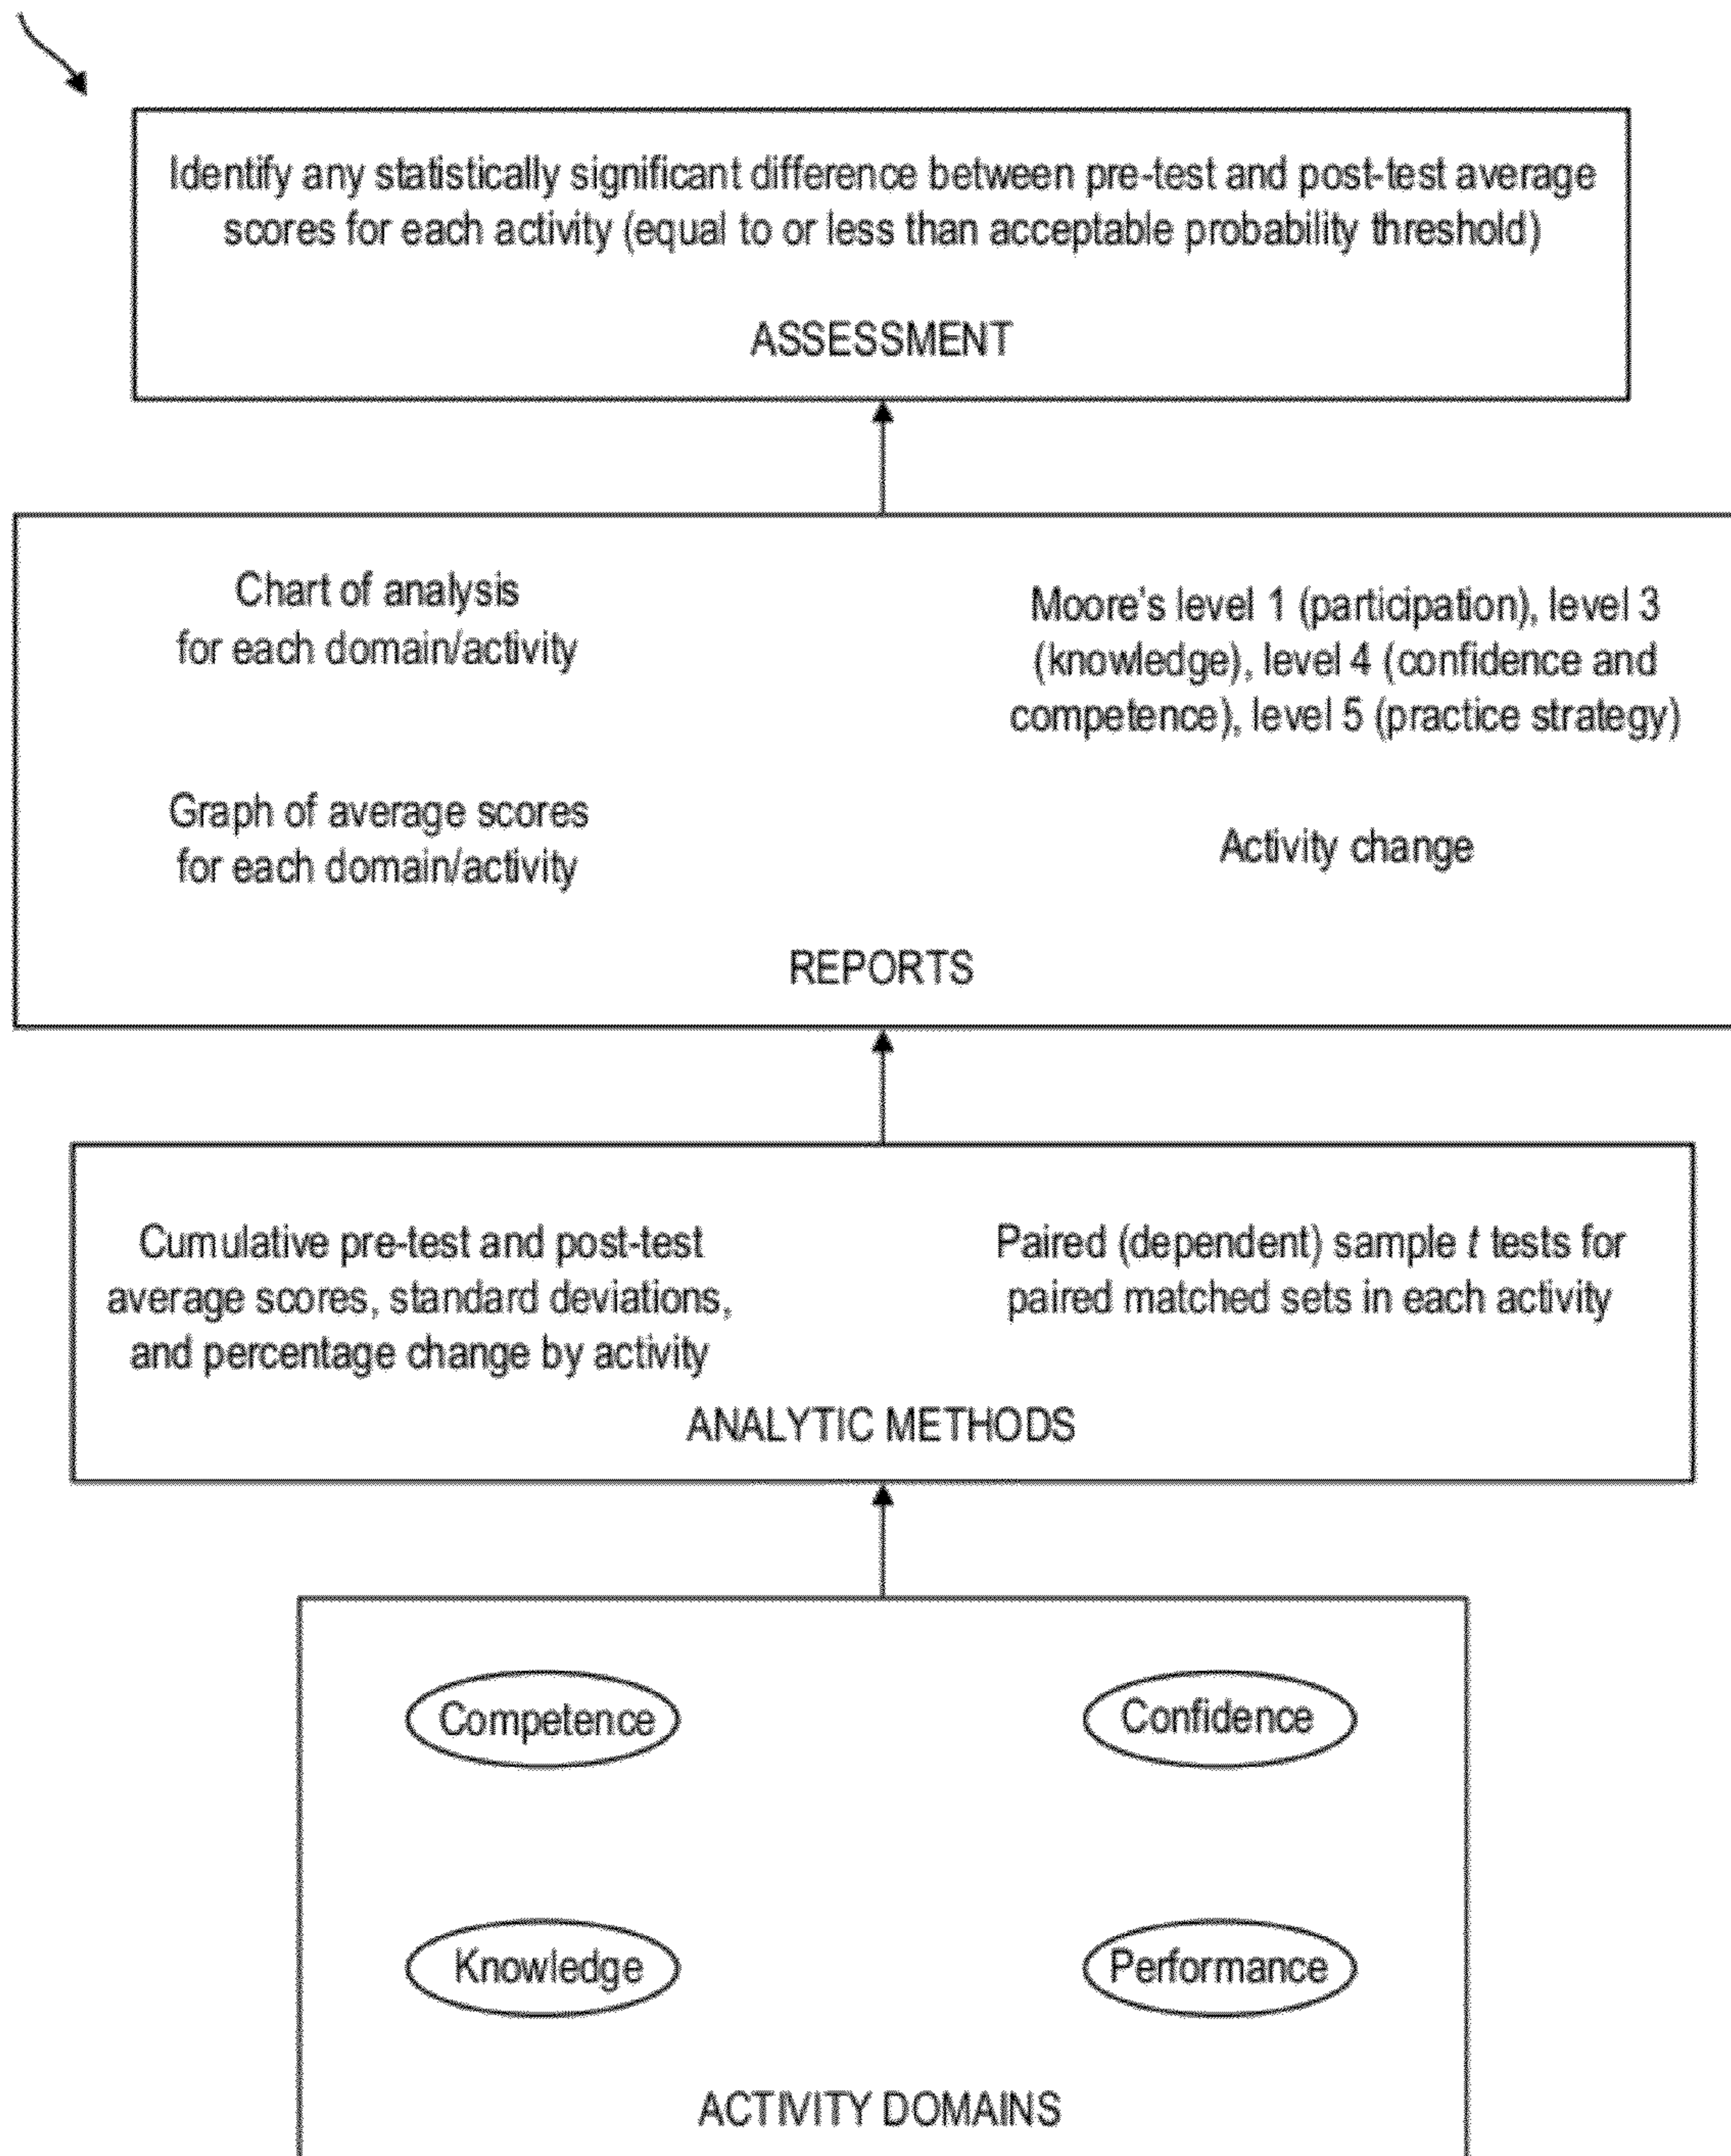 Identify any statistically significant difference between pre-test and post-test average
scores for each activity (equal to or less than acceptable probability threshold)
ASSESSMENT
Chart of analysis
for each domain/activity
Moore's level 1 (participation), level 3
(knowledge), level 4 (confidence and
competence), level 5 (practice strategy)
Graph of average scores
for each domain/activity
Activity change
REPORTS
Cumulative pre-test and post-test
average scores, standard deviations,
and percentage change by activity
Paired (dependent) sample t tests for
paired matched sets in each activity
ANALYTIC METHODS
Competence
Confidence
Knowledge
Performance
ACTIVITY DOMAINS